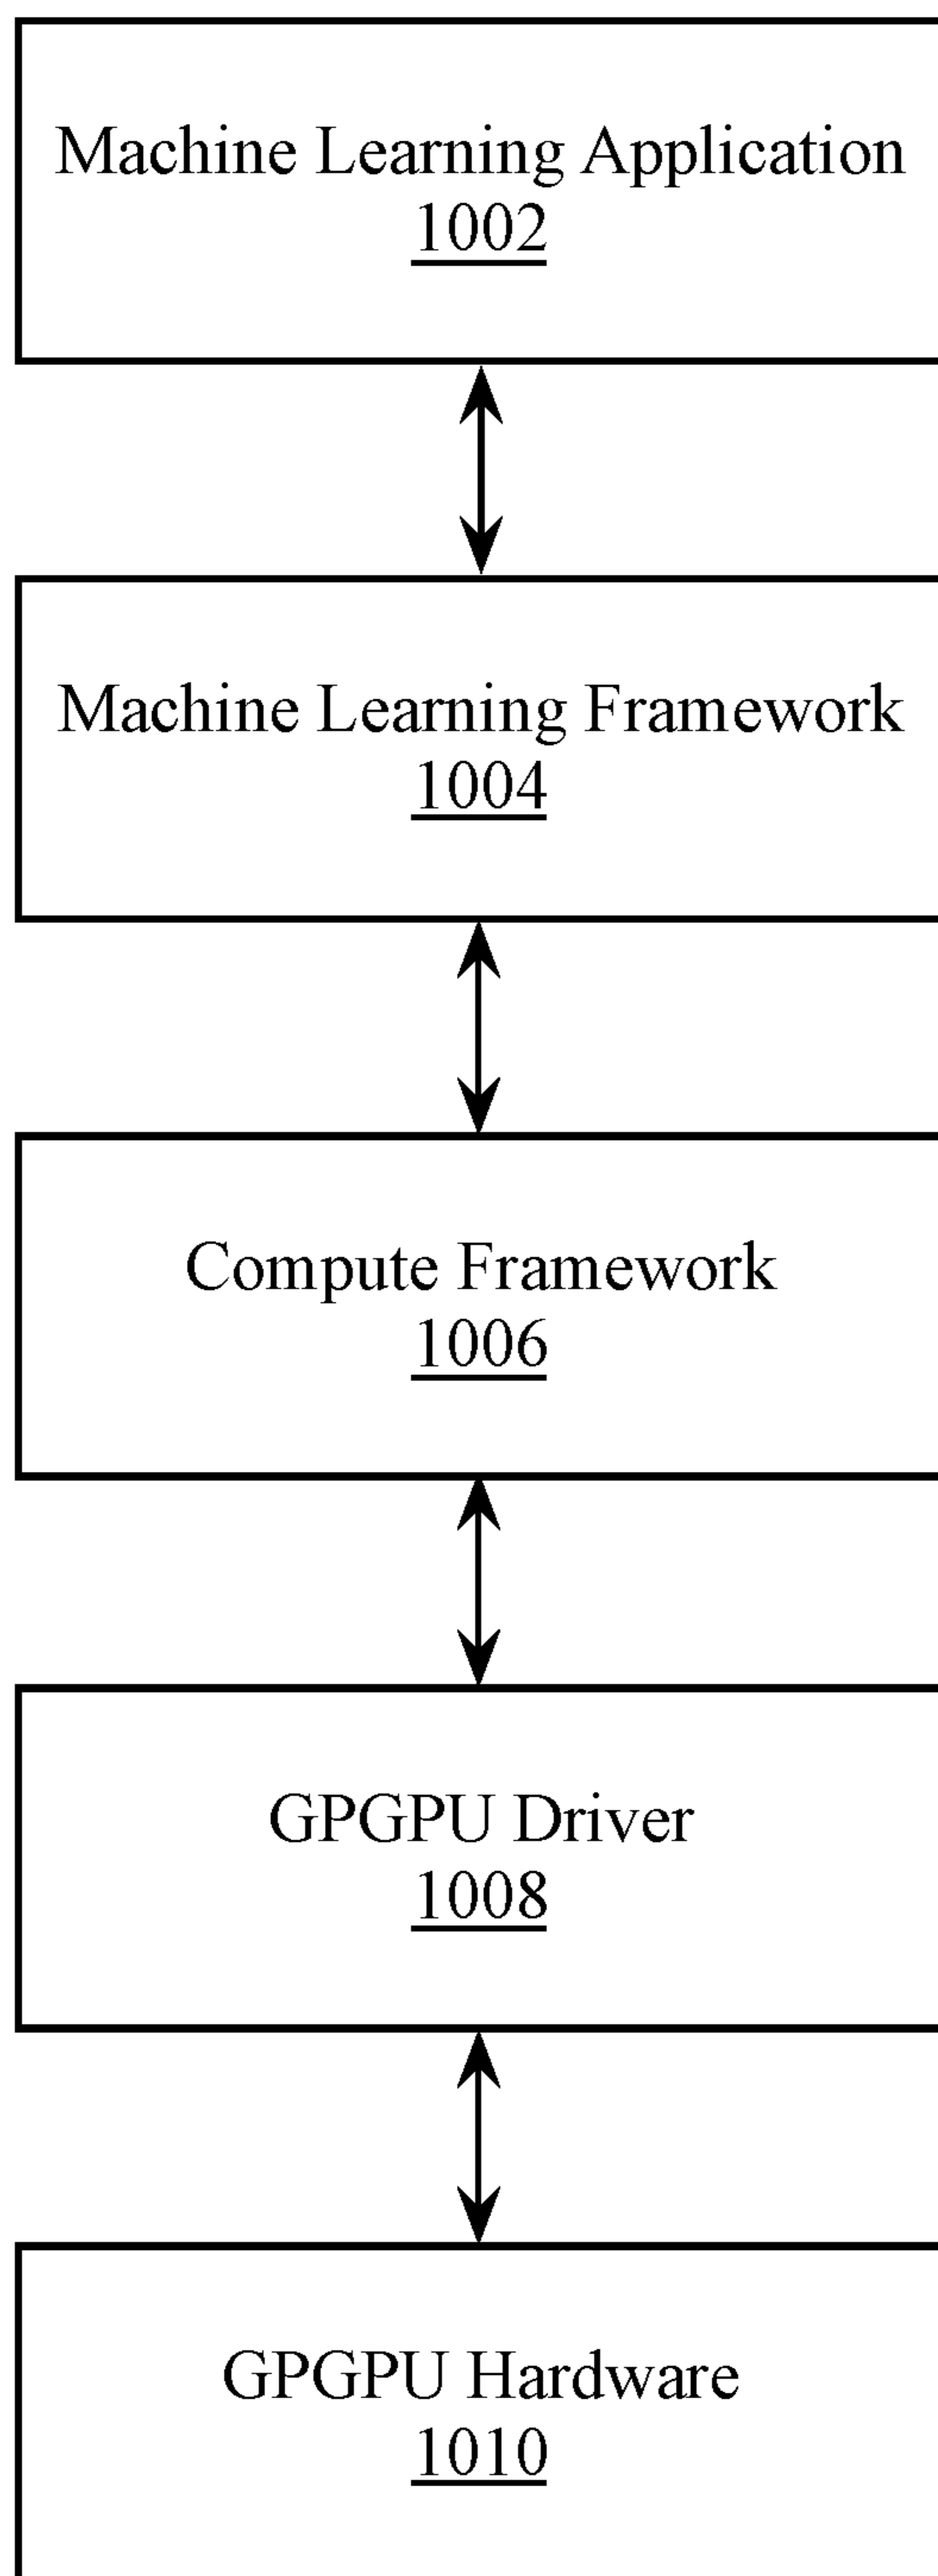 Machine Learning Application
1002
Machine Learning Framework
1004
Compute Framework
1006
GPGPU Driver
1008
GPGPU Hardware
1010